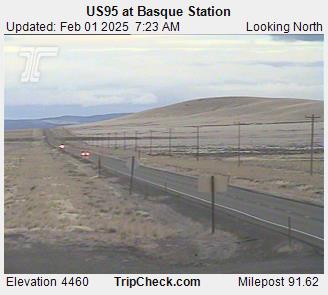 US95 at Basque Station
Updated: Feb 01 2025 7:23 AM Looking North
Elevation 4460 TripCheck.com Milepost 91.62